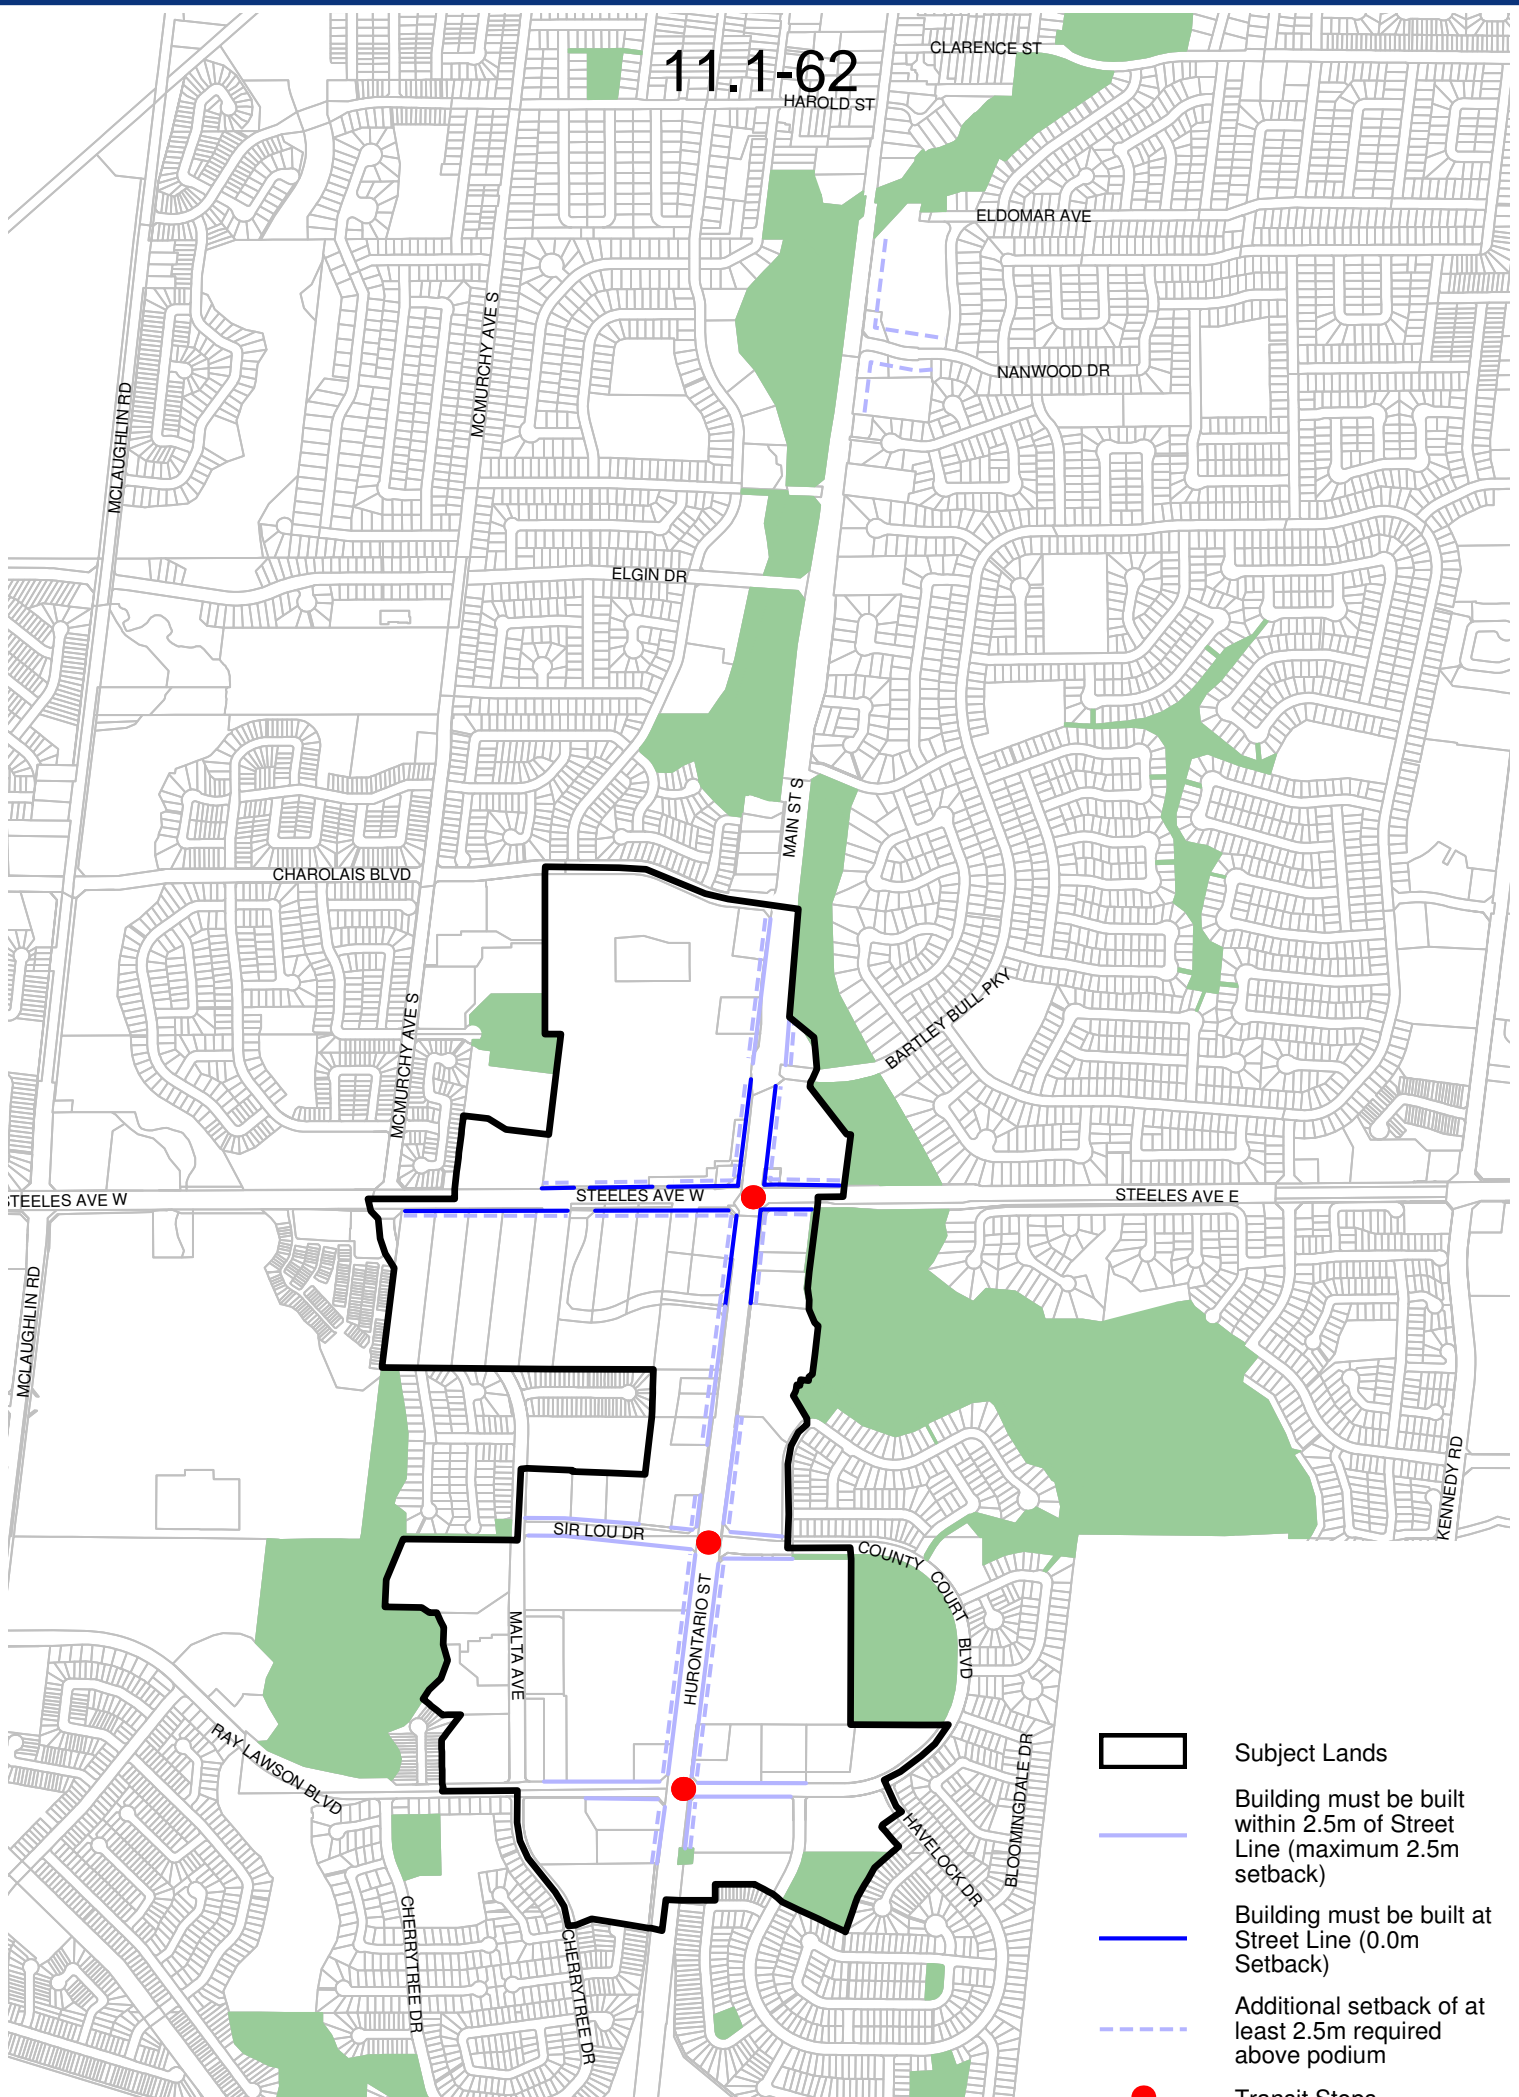 11.1-62
CLARENCE ST
HAROLD ST
ELDOMAR AVE
NANWOOD DR
MCMURCHY AVE S
MCLAUGHLIN RD
ELGIN DR
MAIN ST S
CHAROLAIS BLVD
BARTLEY BULL PKY
MCMURCHY AVE S
STEELES AVE W
STEELES AVE W
STEELES AVE E
MCLAUGHLIN RD
KENNEDY RD
SIR LOU DR
COUNTY COURT BLVD
HURONTARIO ST
MALTA AVE
RAY LAWSON BLVD
BLOOMINGDALE DR
HAVELOCK DR
CHERRYTREE DR
CHERRYTREE DR
Subject Lands
Building must be built
within 2.5m of Street
Line (maximum 2.5m
setback)
Building must be built at
Street Line (0.0m
Setback)
Additional setback of at
least 2.5m required
above podium
Transit Stops